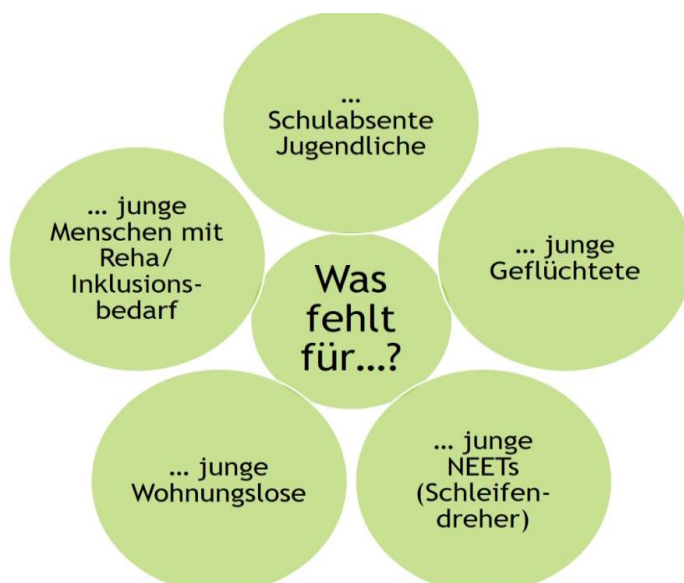 Was
fehlt
für...?
...
Schulabsente
Jugendliche
... junge
Geflüchtete
... junge
NEETs
(Schleifen-
dreher)
... junge
Wohnungslose
... junge
Menschen mit
Reha/
Inklusions-
bedarf